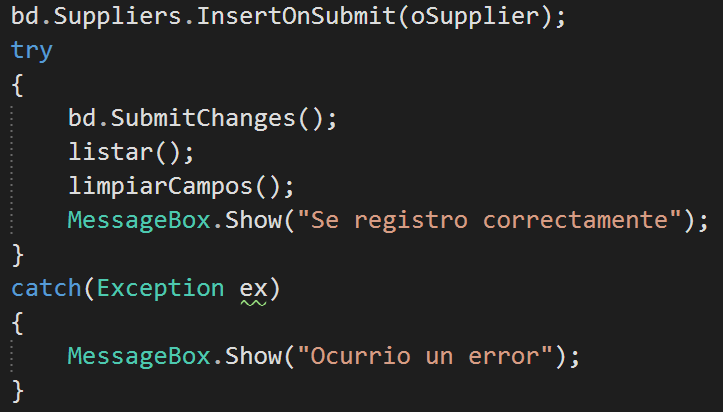 bd.Suppliers.InsertOnSubmit(oSupplier);
try
{
bd.SubmitChanges();
listar();
limpiarCampos();
MessageBox.Show("Se registro correctamente");
}
catch(Exception ex)
{
MessageBox.Show("Ocurrio un error");
}